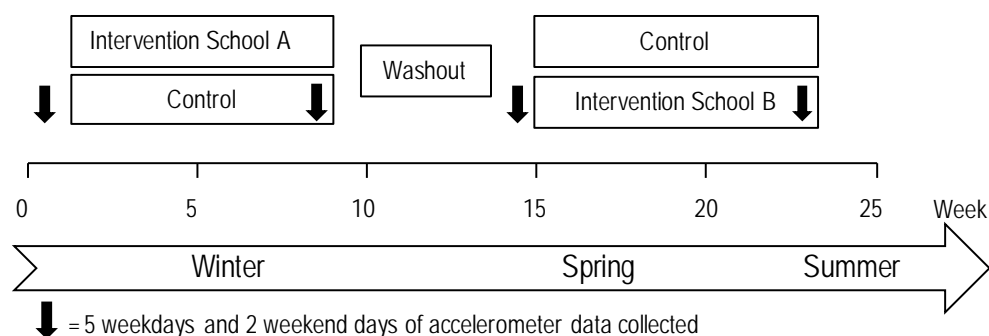 Intervention School A
Control
Washout
Control
Intervention School B
0 5 10 15 20 25 Week
Winter Spring Summer
= 5 weekdays and 2 weekend days of accelerometer data collected